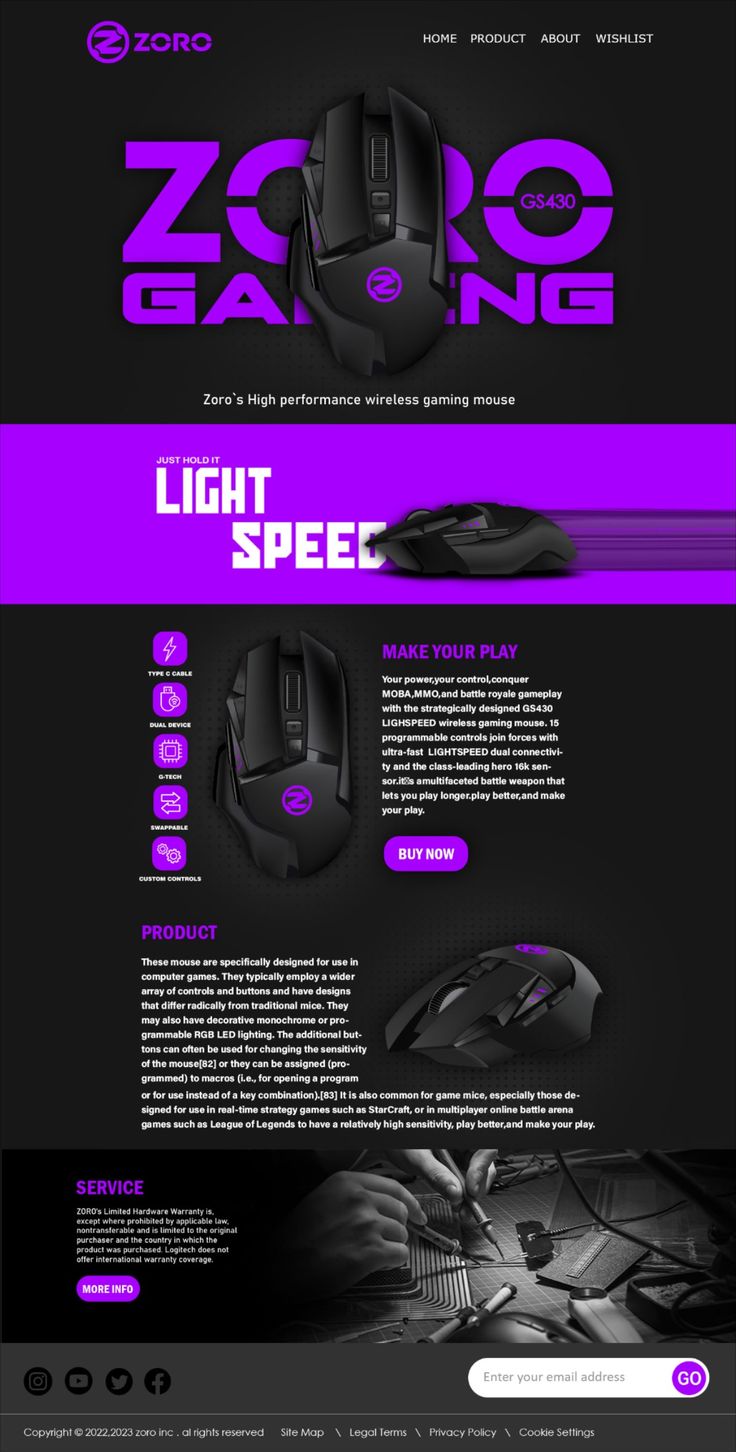 ZORO
HOME PRODUCT ABOUT WISHLIST
ZORO
GS430
GAMING
Zoro`s High performance wireless gaming mouse
JUST HOLD IT
LIGHT
SPEED
TYPE C CABLE
DUAL DEVICE
G-TECH
SWAPPABLE
CUSTOM CONTROLS
MAKE YOUR PLAY
Your power,your control,conquer
MOBA,MMO,and battle royale gameplay
with the strategically designed GS430
LIGHSPEED wireless gaming mouse. 15
programmable controls join forces with
ultra-fast LIGHTSPEED dual connectivi-
ty and the class-leading hero 16k sen-
sor.it s amultifaceted battle weapon that
lets you play longer.play better,and make
your play.
BUY NOW
PRODUCT
These mouse are specifically designed for use in
computer games. They typically employ a wider
array of controls and buttons and have designs
that differ radically from traditional mice. They
may also have decorative monochrome or pro-
grammable RGB LED lighting. The additional but-
tons can often be used for changing the sensitivity
of the mouse[82] or they can be assigned (pro-
grammed) to macros (i.e., for opening a program
or for use instead of a key combination).[83] It is also common for game mice, especially those de-
signed for use in real-time strategy games such as StarCraft, or in multiplayer online battle arena
games such as League of Legends to have a relatively high sensitivity, play better,and make your play.
SERVICE
ZORO's Limited Hardware Warranty is,
except where prohibited by applicable law,
nontransferable and is limited to the original
purchaser and the country in which the
product was purchased. Logitech does not
offer international warranty coverage.
MORE INFO
Enter your email address
GO
Copyright © 2022,2023 zoro inc . al rights reserved Site Map \ Legal Terms \ Privacy Policy \ Cookie Settings